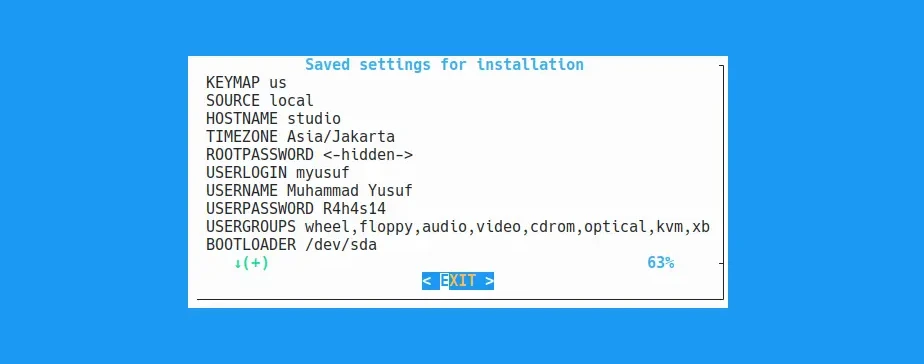 Saved settings for installation
KEYMAP us
SOURCE local
HOSTNAME studio
TIMEZONE Asia/Jakarta
ROOTPASSWORD <-hidden->
USERLOGIN myusuf
USERNAME Muhammad Yusuf
USERPASSWORD R4h4s14
USERGROUPS wheel,floppy,audio,video,cdrom,optical,kvm,xb
BOOTLOADER /dev/sda
↓(+) 63%
< EXIT >